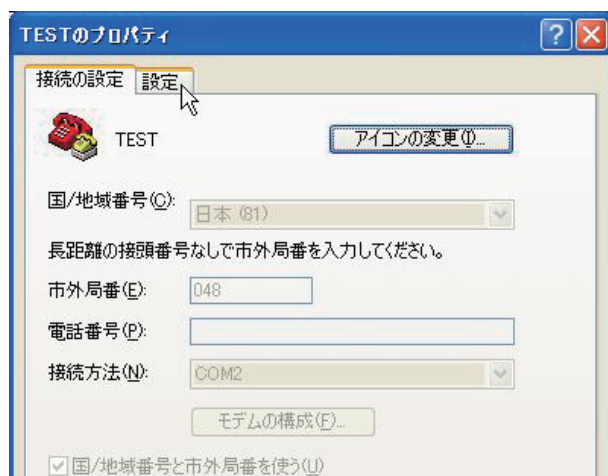 TESTのプロパティ
接続の設定 設定
TEST アイコンの変更(I)...
国/地域番号(C): 日本 (81)
長距離の接頭番号なしで市外局番を入力してください。
市外局番(E): 048
電話番号(P):
接続方法(N): COM2
モデムの構成(F)...
国/地域番号と市外局番を使う(U)